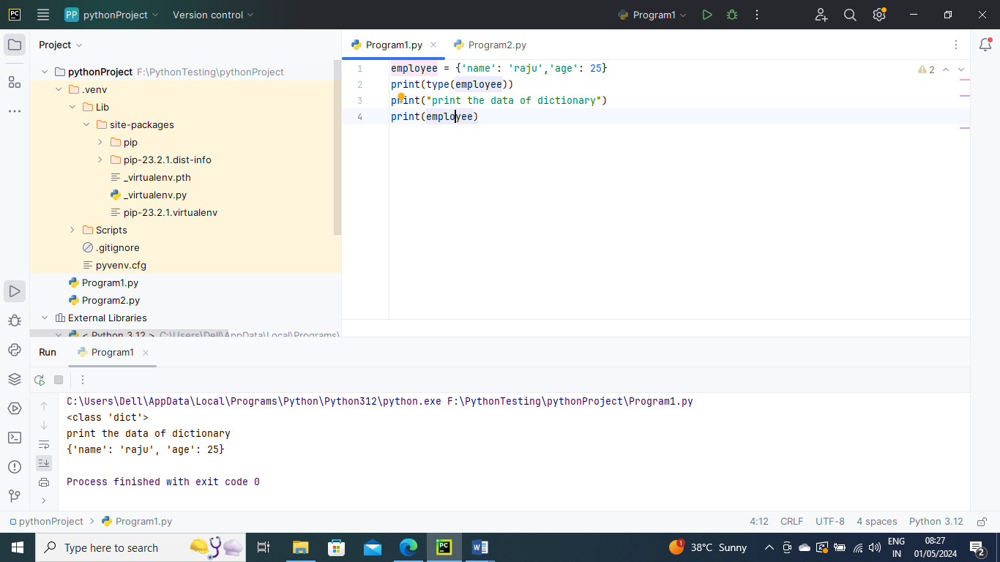 PC PP pythonProject Version control Program1
Project
Program1.py Program2.py
pythonProject F:\PythonTesting\pythonProject
.venv
Lib
site-packages
pip
pip-23.2.1.dist-info
_virtualenv.pth
_virtualenv.py
pip-23.2.1.virtualenv
Scripts
.gitignore
pyvenv.cfg
Program1.py
Program2.py
External Libraries
< Python 3.12 > C:\Users\Dell\AppData\Local\Programs\
1 employee = {'name': 'raju','age': 25}
2 print(type(employee))
3 print("print the data of dictionary")
4 print(employee)
2
Run Program1
C:\Users\Dell\AppData\Local\Programs\Python\Python312\python.exe F:\PythonTesting\pythonProject\Program1.py
<class 'dict'>
print the data of dictionary
{'name': 'raju', 'age': 25}
Process finished with exit code 0
pythonProject > Program1.py 4:12 CRLF UTF-8 4 spaces Python 3.12
Type here to search PC W 1 38°C Sunny ENG 08:27
IN 01/05/2024 2